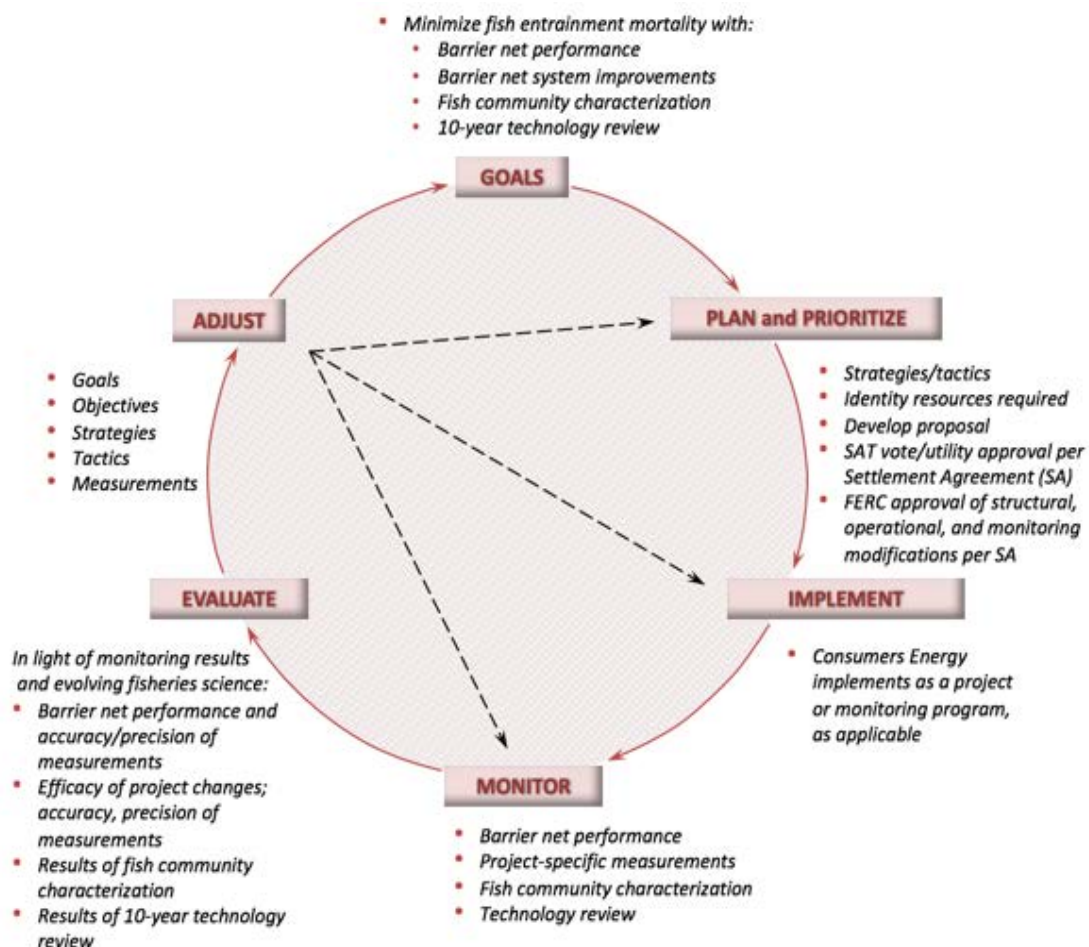 • Minimize fish entrainment mortality with:
• Barrier net performance
• Barrier net system improvements
• Fish community characterization
• 10-year technology review
GOALS
PLAN and PRIORITIZE
• Strategies/tactics
• Identity resources required
• Develop proposal
• SAT vote/utility approval per
Settlement Agreement (SA)
• FERC approval of structural,
operational, and monitoring
modifications per SA
IMPLEMENT
• Consumers Energy
implements as a project
or monitoring program,
as applicable
MONITOR
• Barrier net performance
• Project-specific measurements
• Fish community characterization
• Technology review
EVALUATE
In light of monitoring results
and evolving fisheries science:
• Barrier net performance and
accuracy/precision of
measurements
• Efficacy of project changes;
accuracy, precision of
measurements
• Results of fish community
characterization
• Results of 10-year technology
review
ADJUST
• Goals
• Objectives
• Strategies
• Tactics
• Measurements